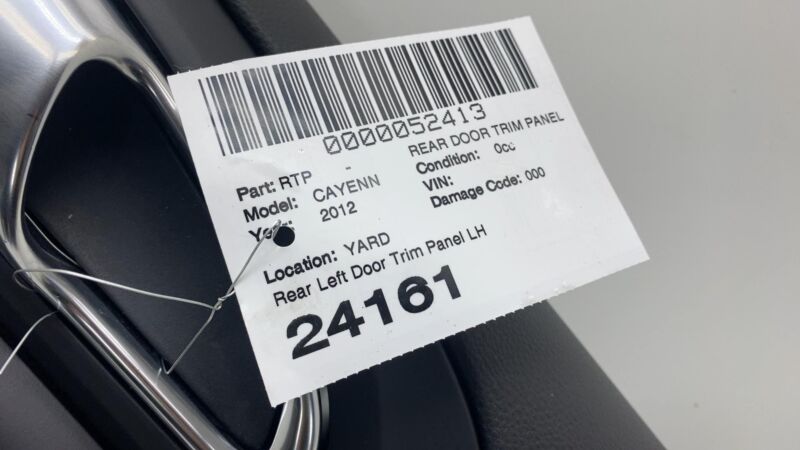 0000052413
Part: RTP - REAR DOOR TRIM PANEL
Model: CAYENN Condition:
2012 VIN:
Damage Code: 000
Location: YARD
Rear Left Door Trim Panel LH
24161